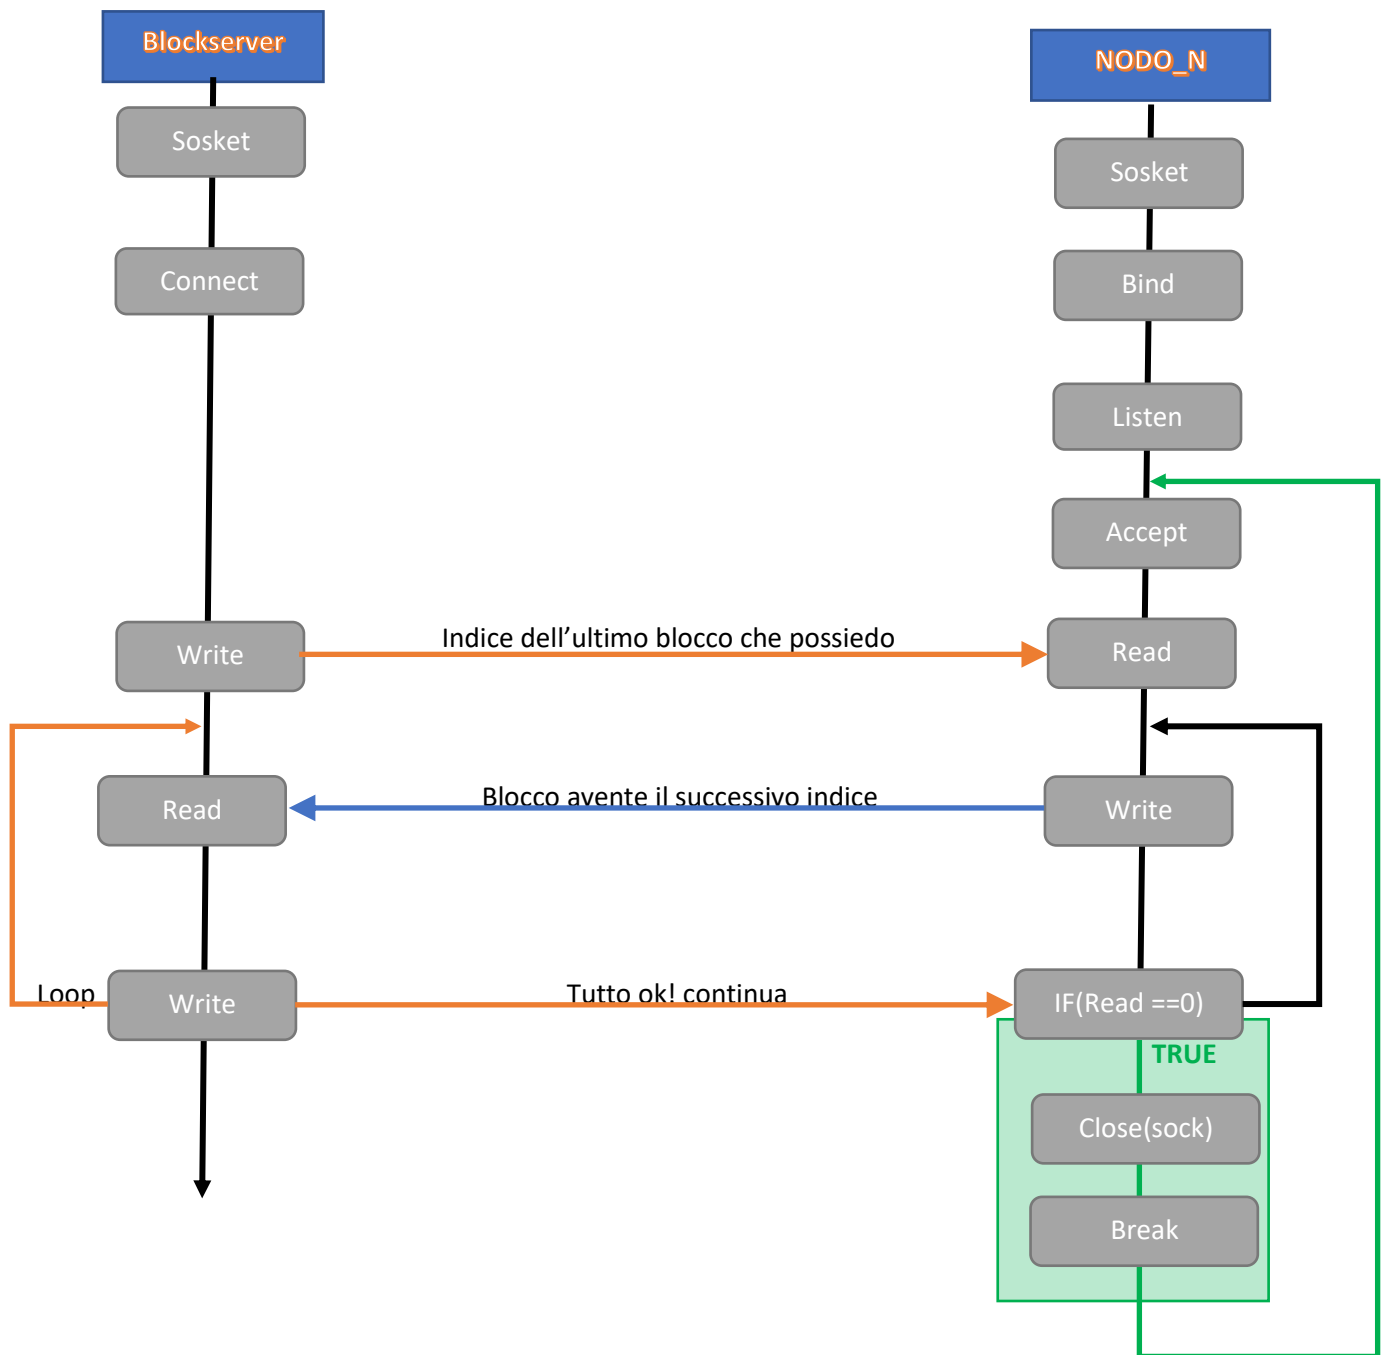 Blockserver
NODO_N
Sosket
Sosket
Connect
Bind
Listen
Accept
Write
Indice dell’ultimo blocco che possiedo
Read
Read
Blocco avente il successivo indice
Write
Loop
Write
Tutto ok! continua
IF(Read ==0)
TRUE
Close(sock)
Break